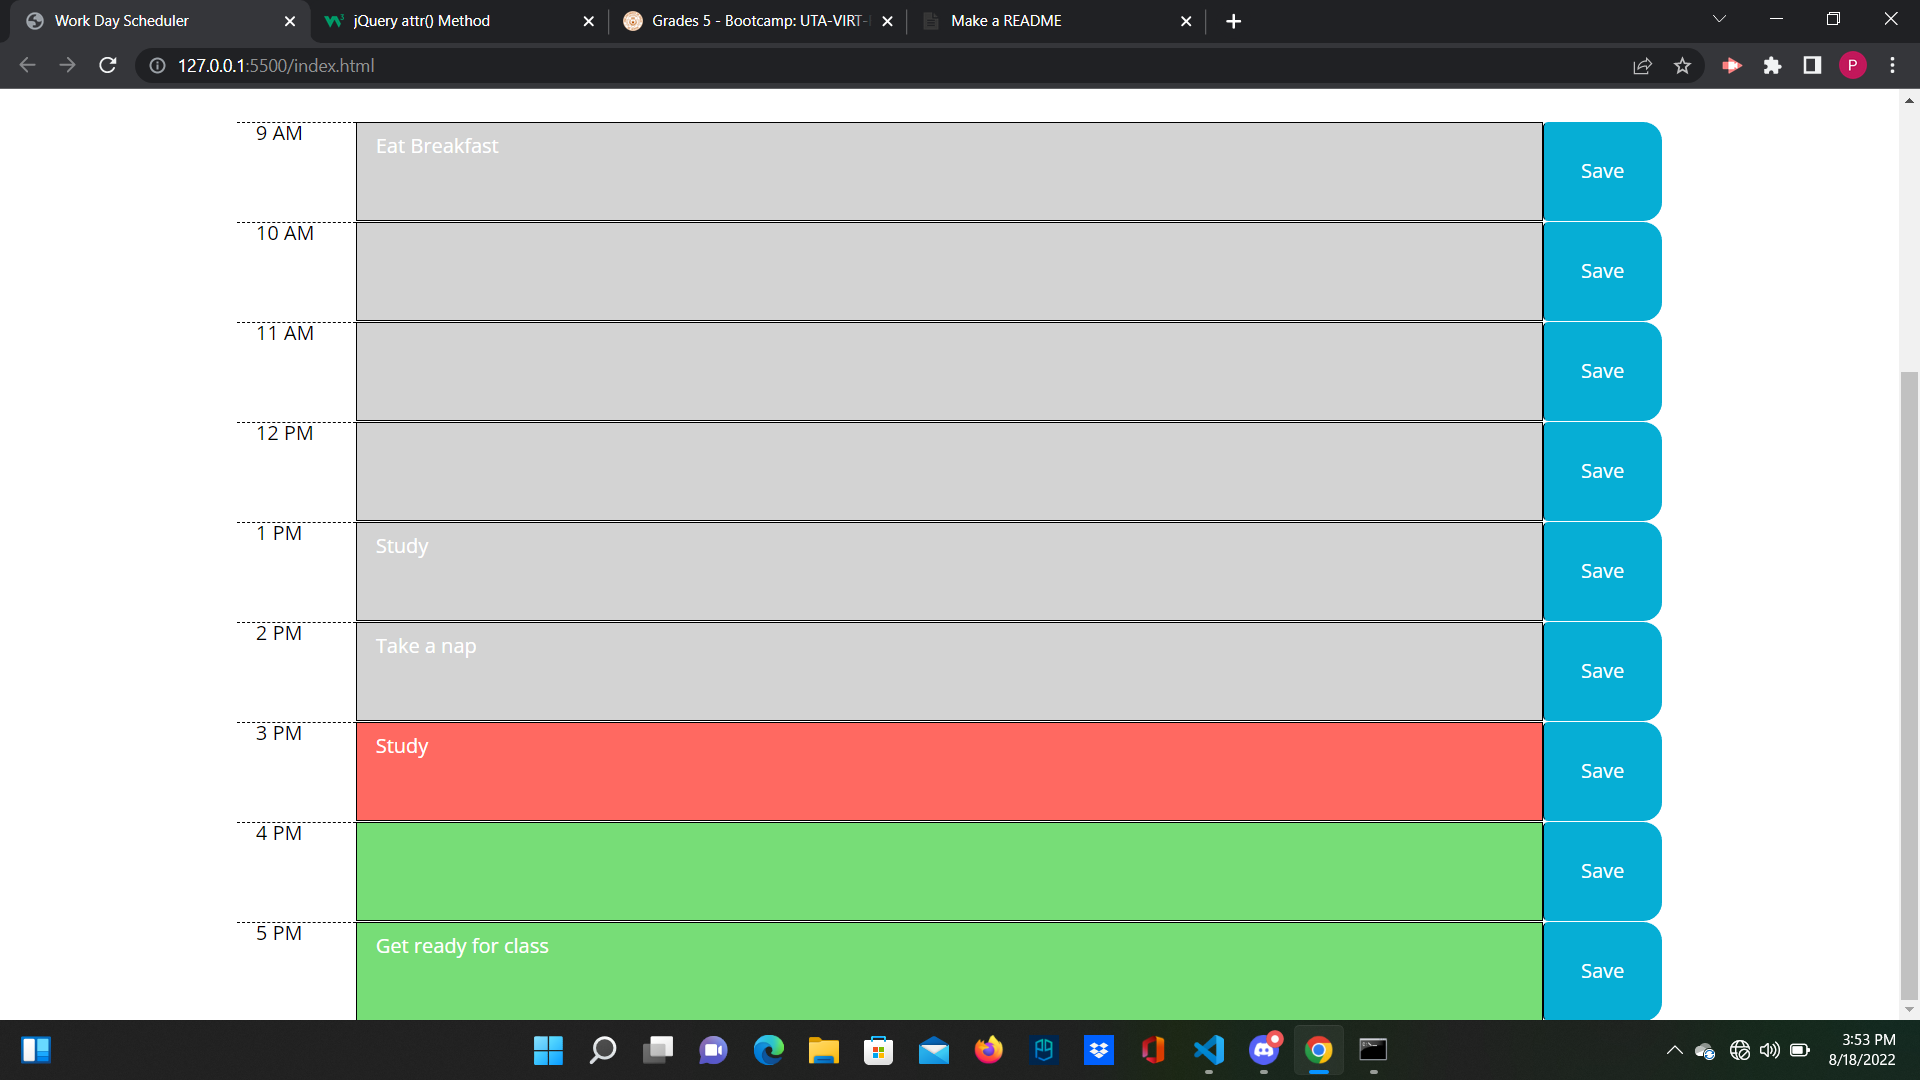 Work Day Scheduler
jQuery attr() Method
Grades 5 - Bootcamp: UTA-VIRT-
Make a README
127.0.0.1:5500/index.html
P
9 AM
Eat Breakfast
Save
10 AM
Save
11 AM
Save
12 PM
Save
1 PM
Study
Save
2 PM
Take a nap
Save
3 PM
Study
Save
4 PM
Save
5 PM
Get ready for class
Save
3:53 PM
8/18/2022